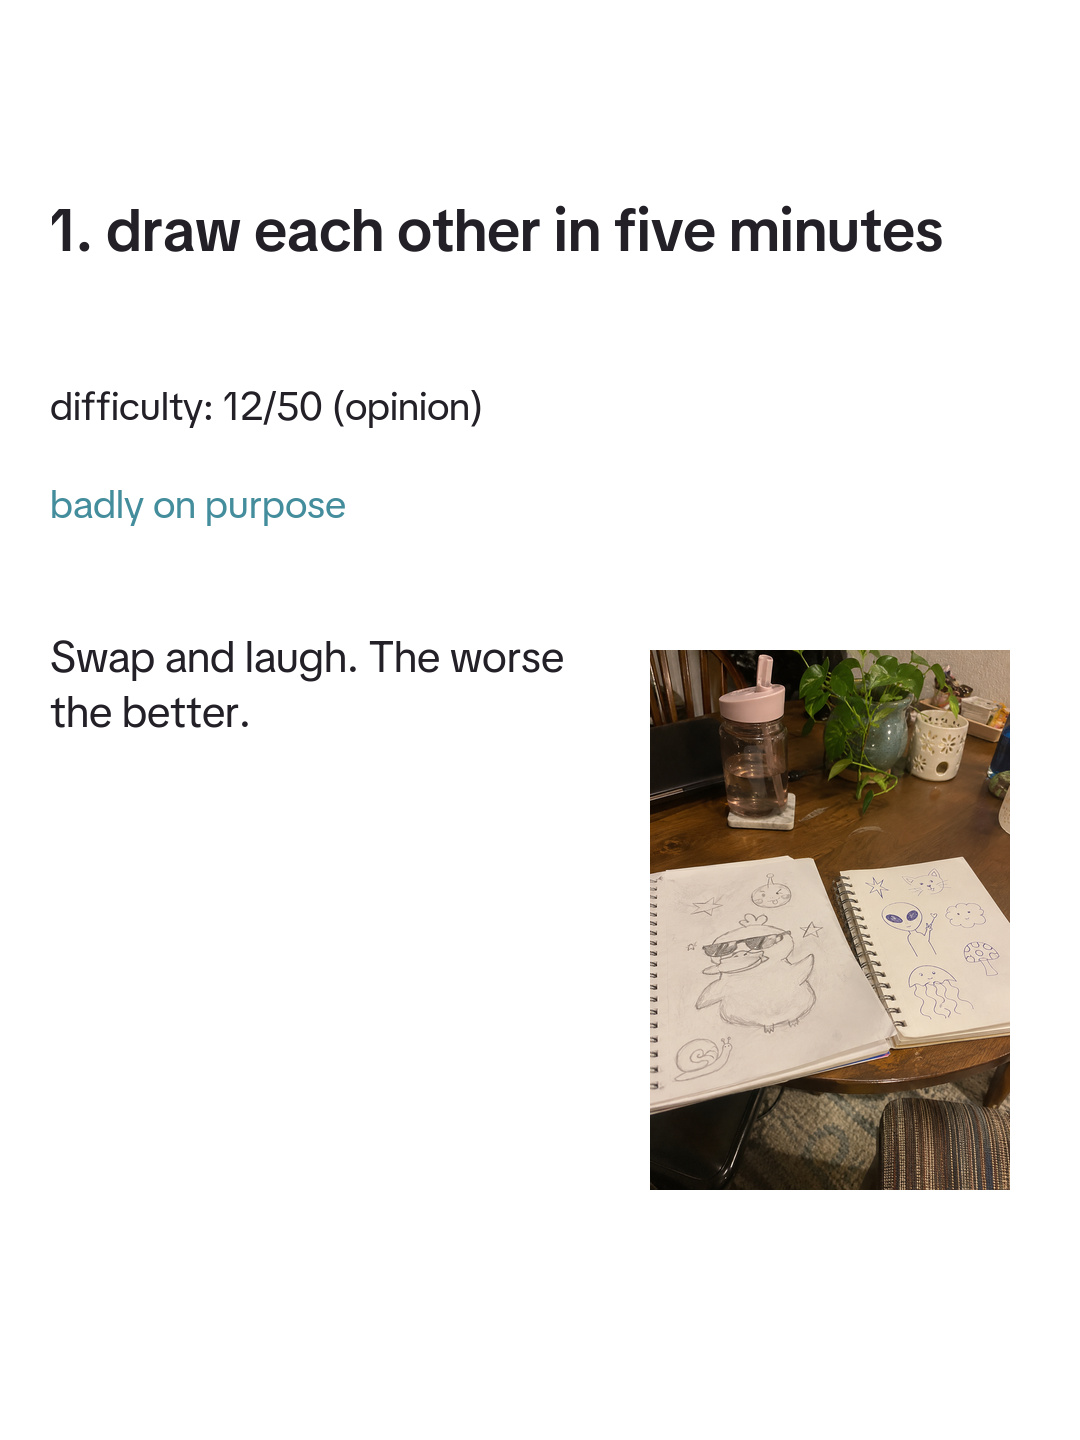 1. draw each other in five minutes
difficulty: 12/50 (opinion)
badly on purpose
Swap and laugh. The worse
the better.